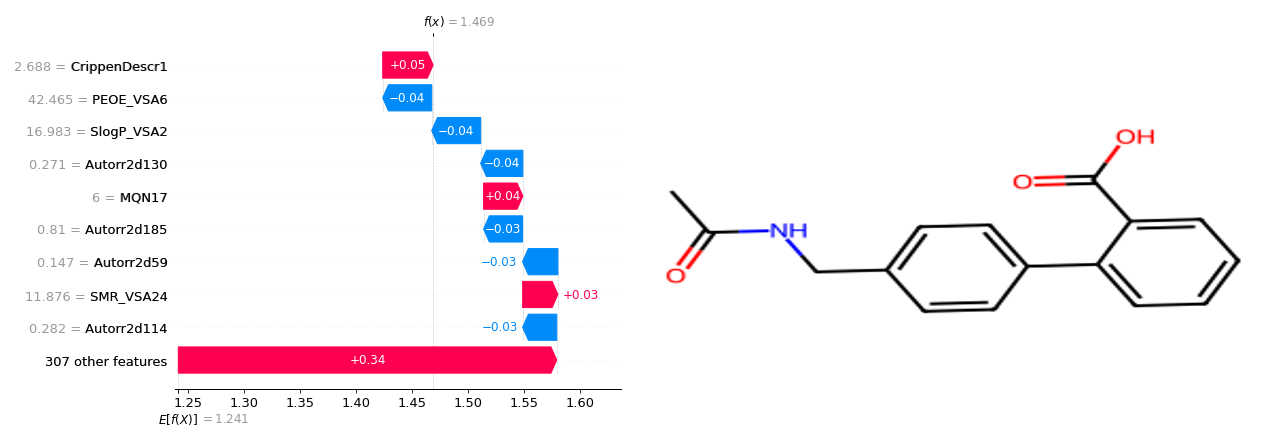 f(x) = 1.469
2.688 = CrippenDescr1
+0.05
42.465 = PEOE_VSA6
−0.04
16.983 = SlogP_VSA2
−0.04
0.271 = Autorr2d130
−0.04
6 = MQN17
+0.04
0.81 = Autorr2d185
−0.03
0.147 = Autorr2d59
−0.03
11.876 = SMR_VSA24
+0.03
0.282 = Autorr2d114
−0.03
307 other features
+0.34
1.25 1.30 1.35 1.40 1.45 1.50 1.55 1.60
E[f(X)] = 1.241
OH
O
NH
O